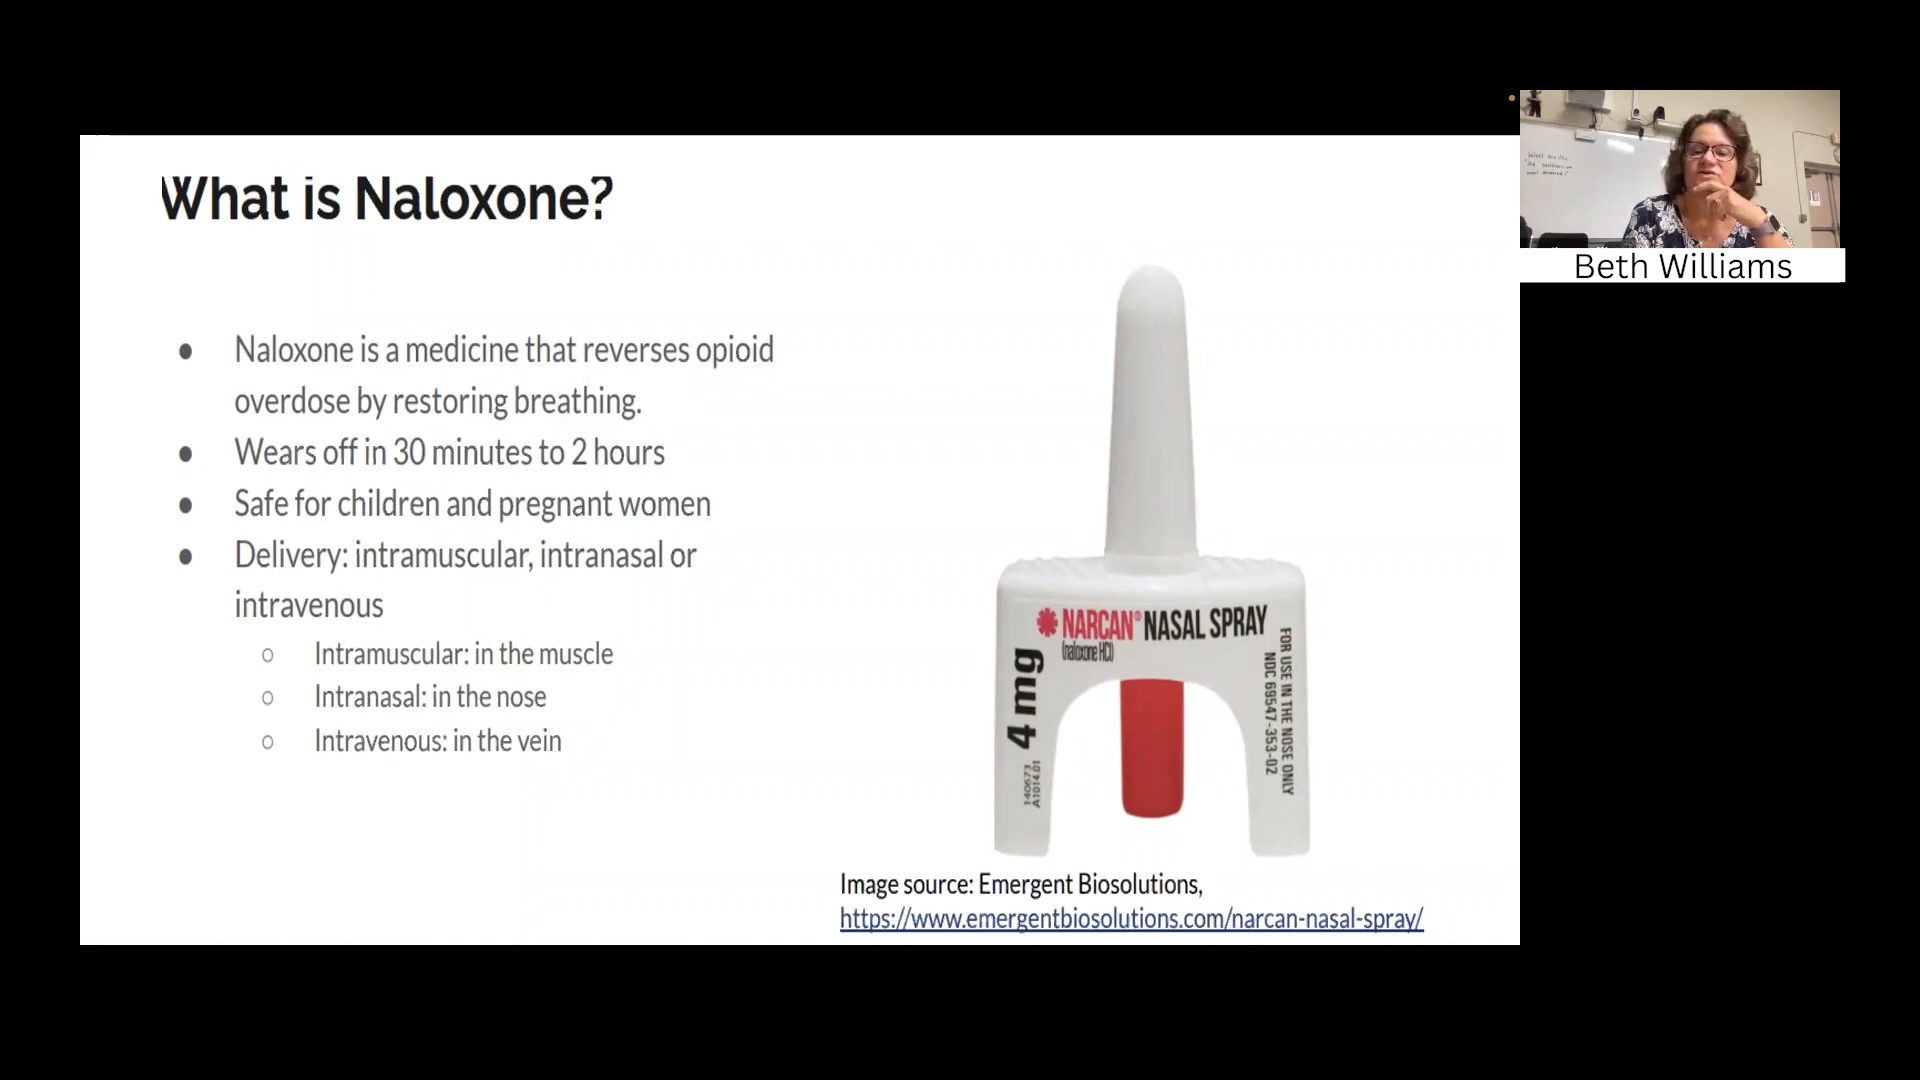 What is Naloxone?
● Naloxone is a medicine that reverses opioid
overdose by restoring breathing.
● Wears off in 30 minutes to 2 hours
● Safe for children and pregnant women
● Delivery: intramuscular, intranasal or
intravenous
○ Intramuscular: in the muscle
○ Intranasal: in the nose
○ Intravenous: in the vein
NARCAN® NASAL SPRAY
(naloxone HCl)
4 mg
FOR USE IN THE NOSE ONLY
NDC 69547-353-02
Image source: Emergent Biosolutions,
https://www.emergentbiosolutions.com/narcan-nasal-spray/
Beth Williams